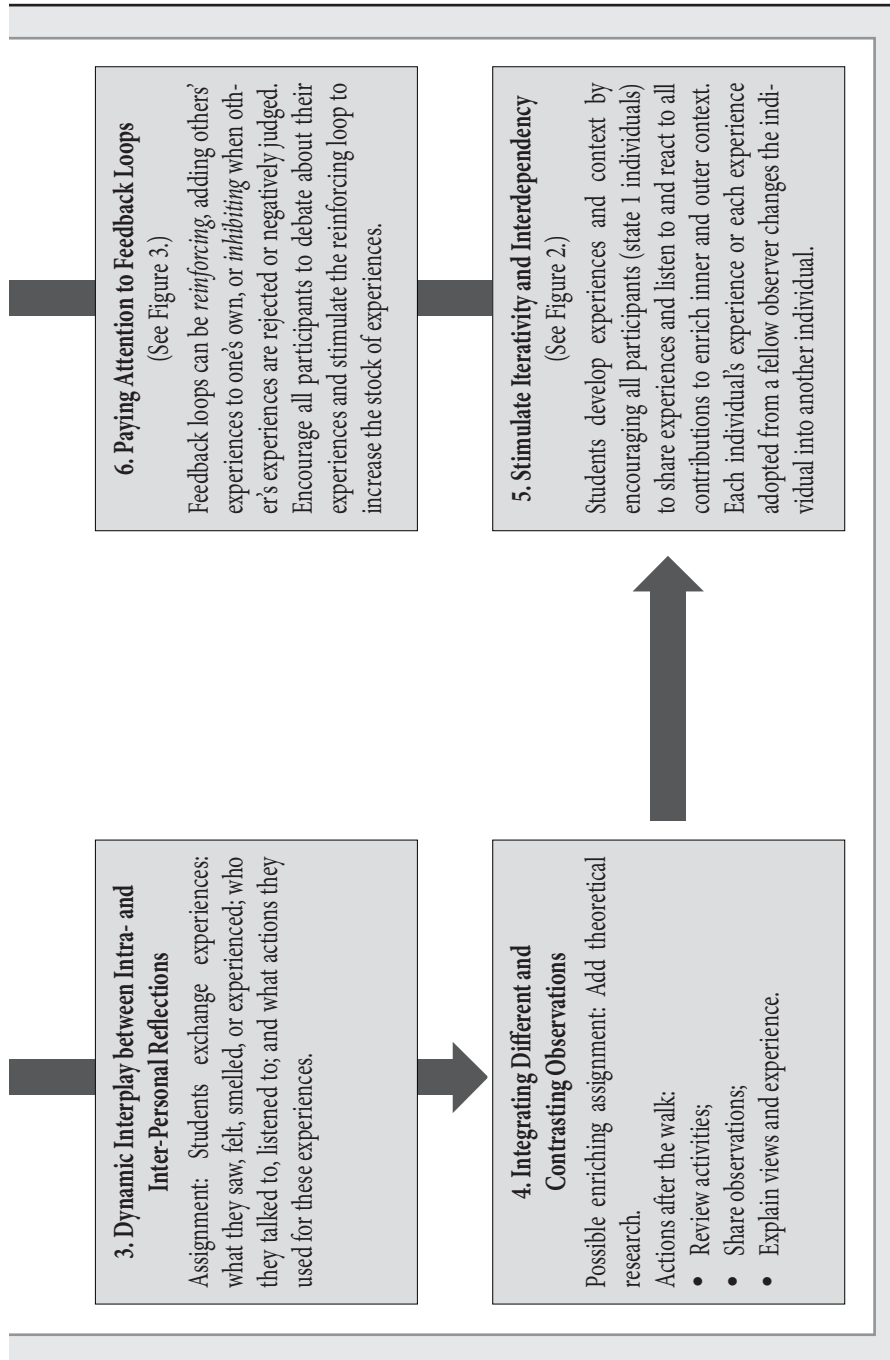 3. Dynamic Interplay between Intra- and
Inter-Personal Reflections
Assignment: Students exchange experiences:
what they saw, felt, smelled, or experienced; who
they talked to, listened to; and what actions they
used for these experiences.
4. Integrating Different and
Contrasting Observations
Possible enriching assignment: Add theoretical
research.
Actions after the walk:
• Review activities;
• Share observations;
• Explain views and experience.
5. Stimulate Iterativity and Interdependency
(See Figure 2.)
Students develop experiences and context by
encouraging all participants (state 1 individuals)
to share experiences and listen to and react to all
contributions to enrich inner and outer context.
Each individual's experience or each experience
adopted from a fellow observer changes the indi-
vidual into another individual.
6. Paying Attention to Feedback Loops
(See Figure 3.)
Feedback loops can be reinforcing, adding others'
experiences to one's own, or inhibiting when oth-
er's experiences are rejected or negatively judged.
Encourage all participants to debate about their
experiences and stimulate the reinforcing loop to
increase the stock of experiences.